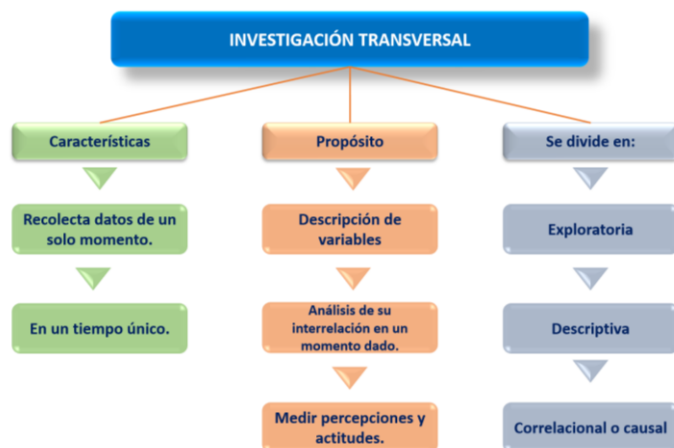 INVESTIGACIÓN TRANSVERSAL
Características
Recolecta datos de un
solo momento.
En un tiempo único.
Propósito
Descripción de
variables
Análisis de su
interrelación en un
momento dado.
Medir percepciones y
actitudes.
Se divide en:
Exploratoria
Descriptiva
Correlacional o causal